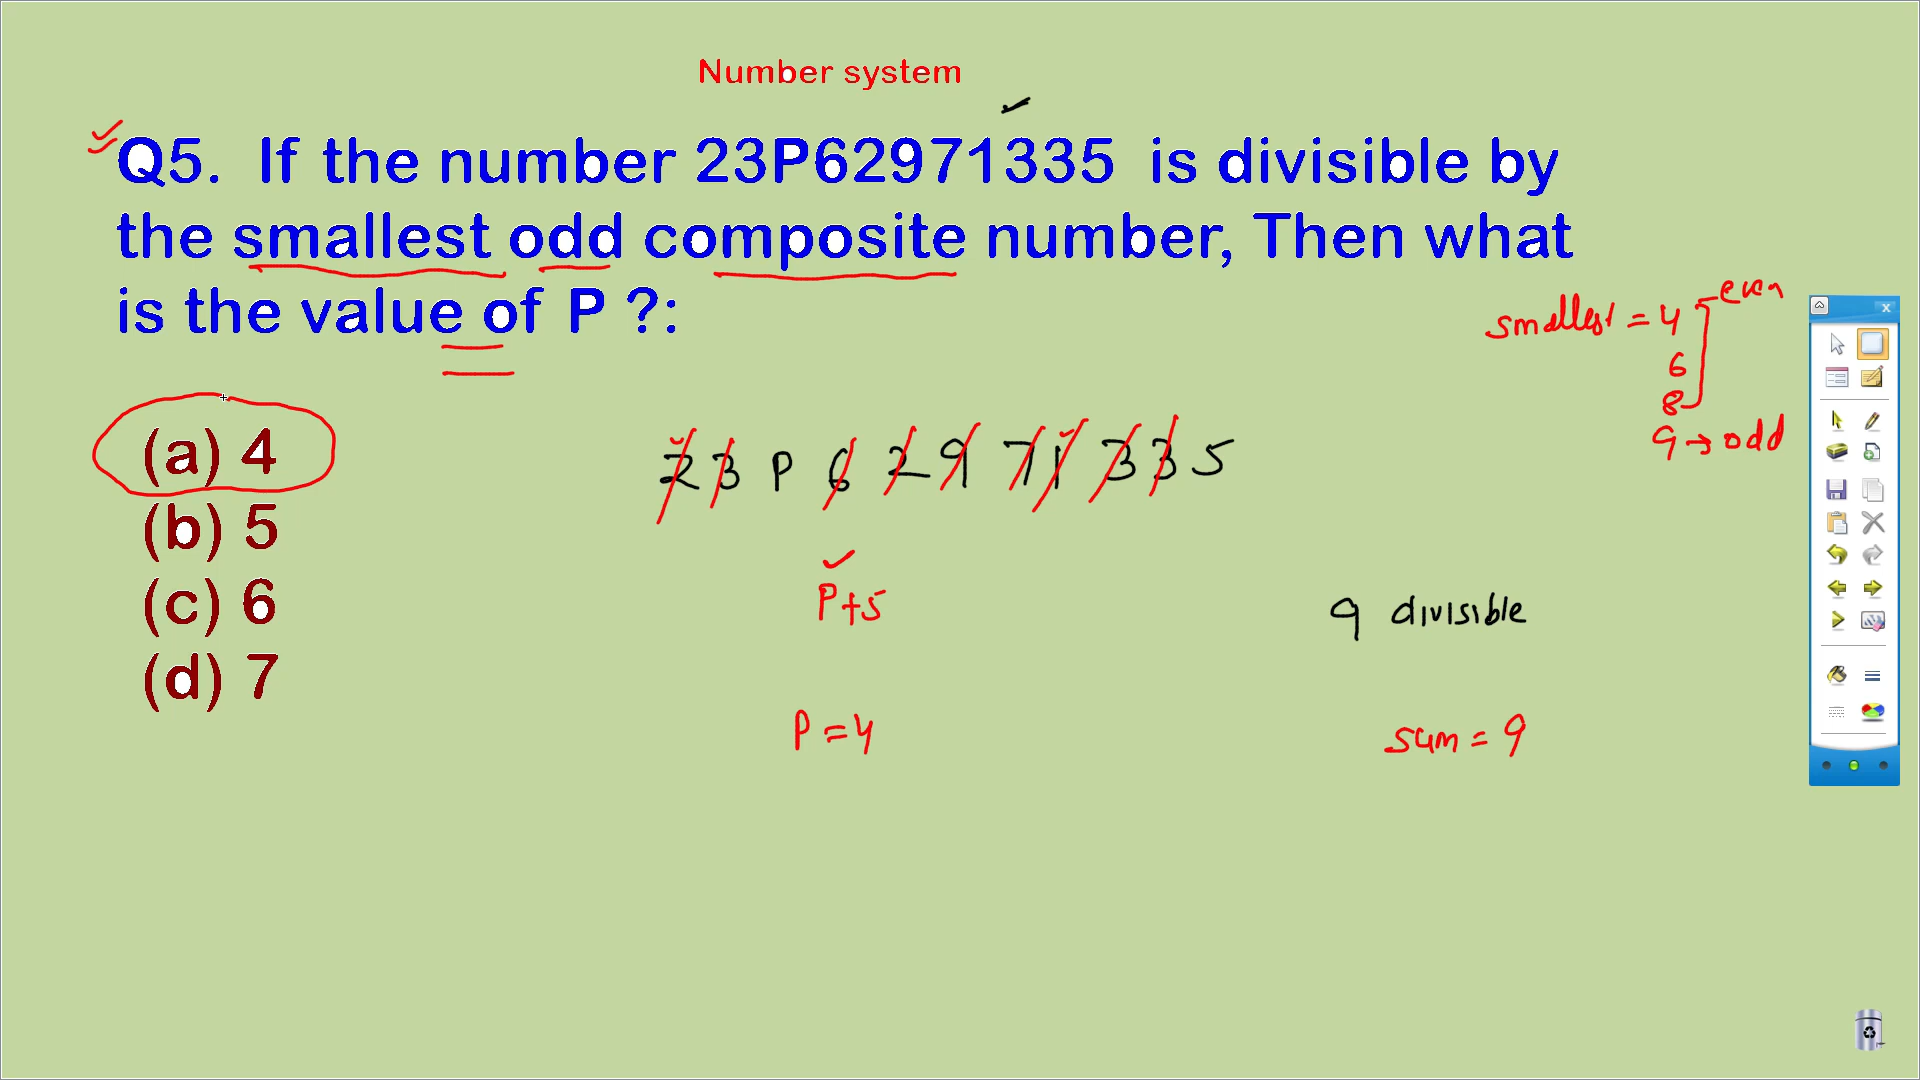 Number system
Q5. If the number 23P62971335 is divisible by
the smallest odd composite number, Then what
is the value of P ?:
smallest = 4 even
6
8
9 → odd
(a) 4
(b) 5
(c) 6
(d) 7
2 3 P 6 2 9 7 1 3 3 5
P+5
9 divisible
P = 4
sum = 9